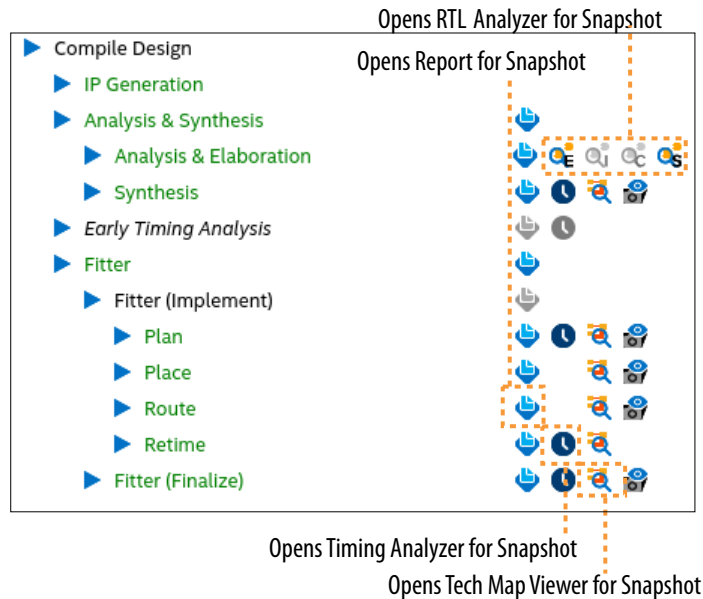 Opens RTL Analyzer for Snapshot
Compile Design
Opens Report for Snapshot
IP Generation
Analysis & Synthesis
Analysis & Elaboration
E J C S
Synthesis
Early Timing Analysis
Fitter
Fitter (Implement)
Plan
Place
Route
Retime
Fitter (Finalize)
Opens Timing Analyzer for Snapshot
Opens Tech Map Viewer for Snapshot